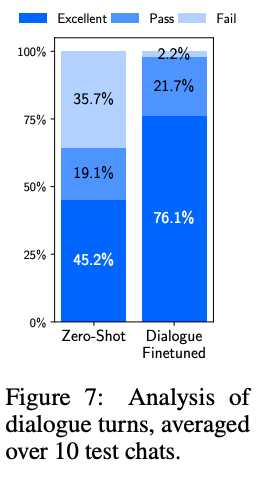 Excellent Pass Fail
100%
2.2%
21.7%
35.7%
75%
19.1%
50%
76.1%
45.2%
25%
0%
Zero-Shot Dialogue
Finetuned
Figure 7: Analysis of
dialogue turns, averaged
over 10 test chats.